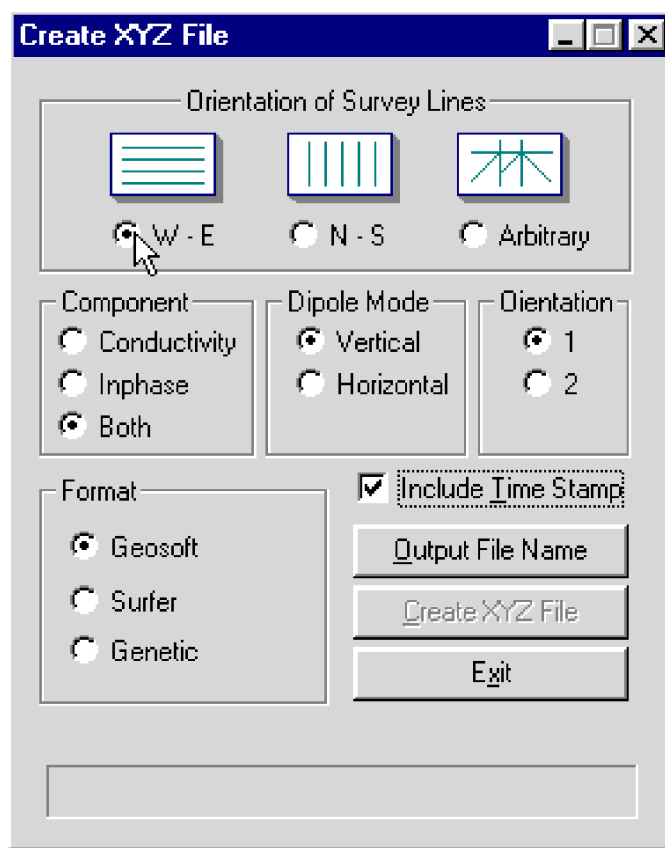 Create XYZ File
Orientation of Survey Lines
W - E
N - S
Arbitrary
Component
Conductivity
Inphase
Both
Dipole Mode
Vertical
Horizontal
Oientation
1
2
Format
Geosoft
Surfer
Genetic
Include Time Stamp
Output File Name
Create XYZ File
Exit